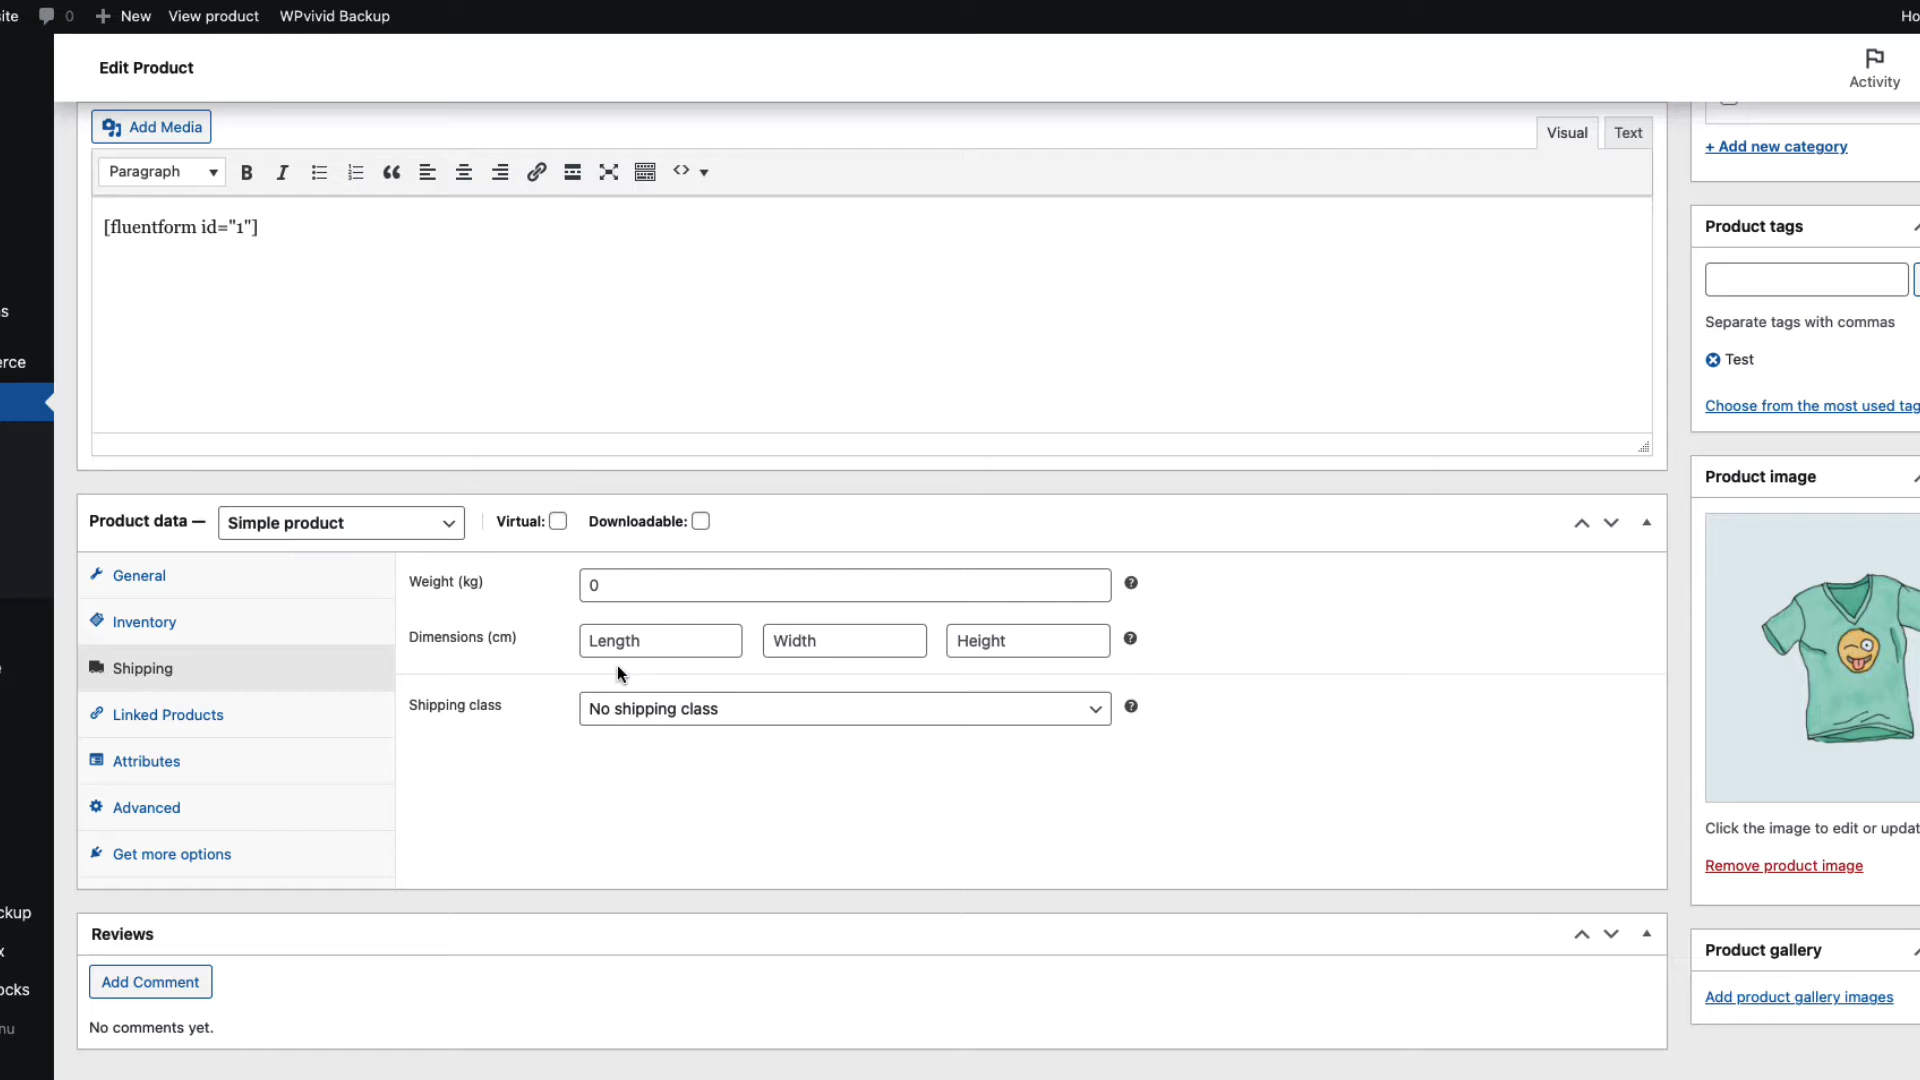 ite 0 New View product WPvivid Backup Ho
Edit Product
Activity
Add Media
Visual Text
Paragraph
[fluentform id="1"]
+ Add new category
Product tags
Separate tags with commas
Test
Choose from the most used tag
s
erce
Product data — Simple product Virtual: Downloadable:
General
Inventory
Shipping
Linked Products
Attributes
Advanced
Get more options
Weight (kg) 0
Dimensions (cm) Length Width Height
Shipping class No shipping class
Product image
Click the image to edit or updat
Remove product image
e
ckup
x
ocks
nu
Reviews
Add Comment
No comments yet.
Product gallery
Add product gallery images